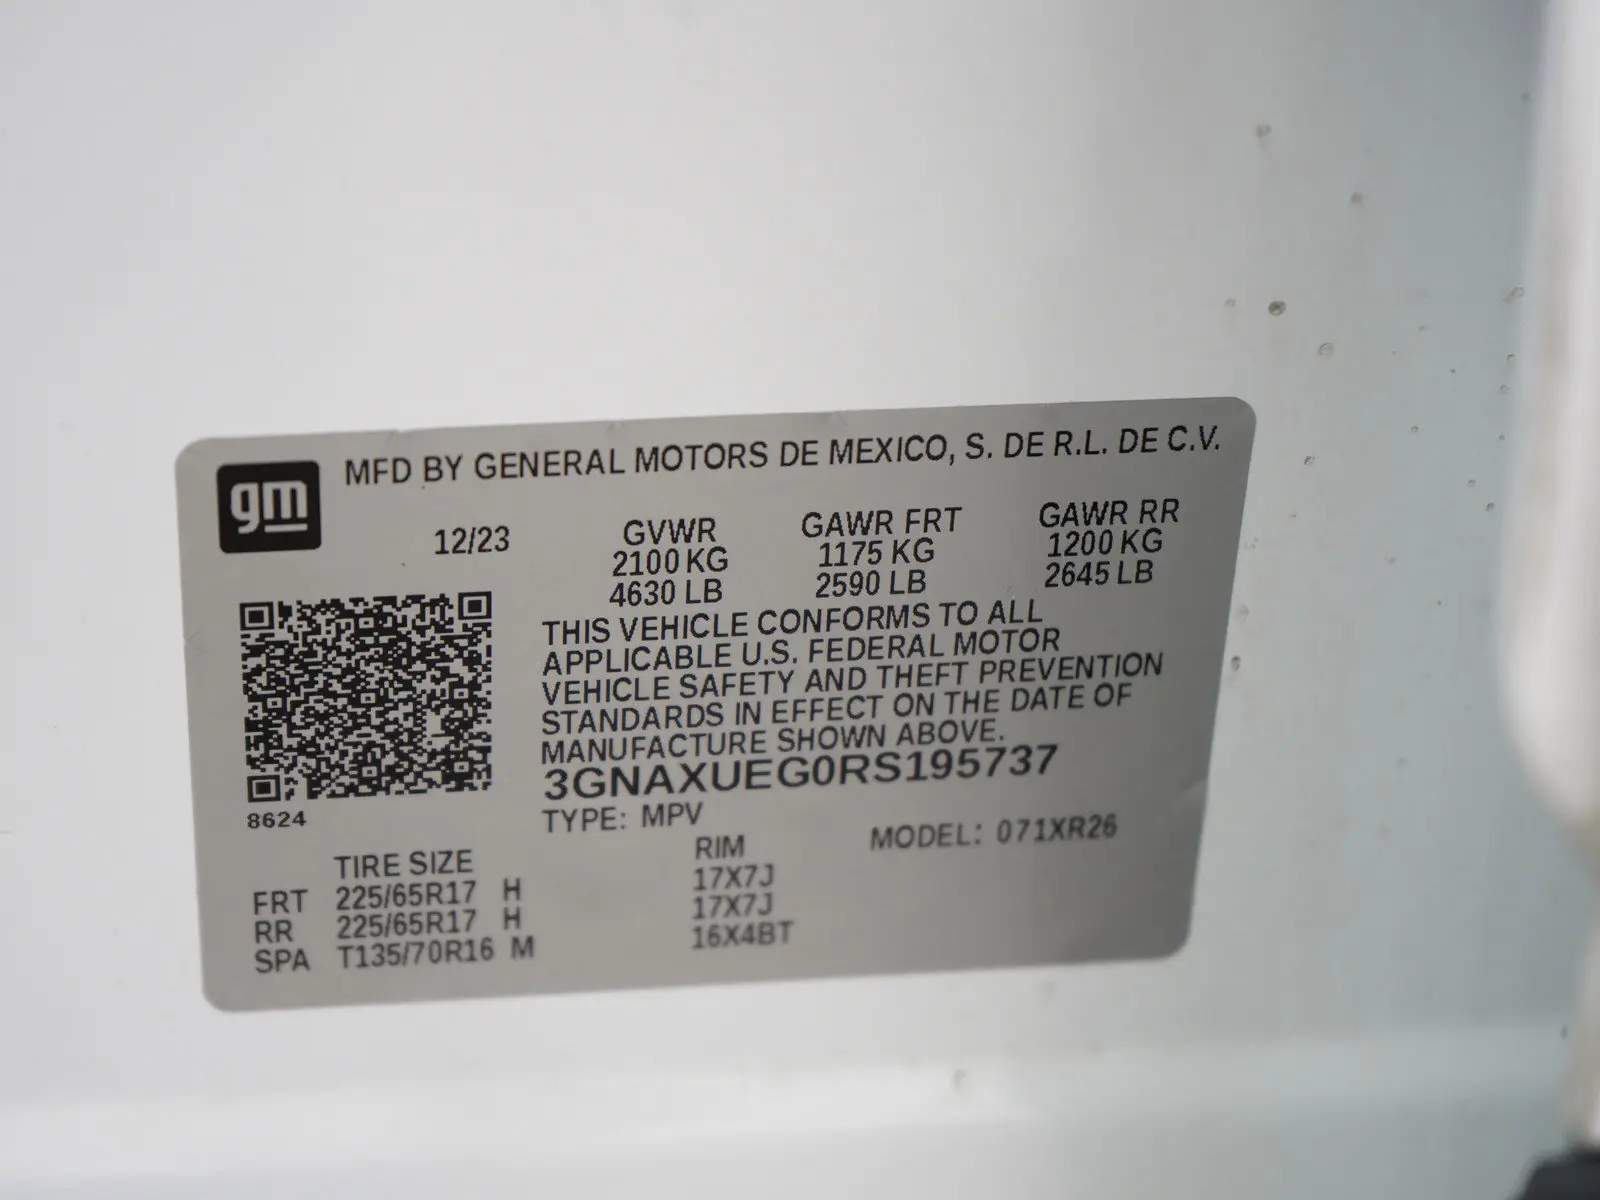 gm
MFD BY GENERAL MOTORS DE MEXICO, S. DE R.L. DE C.V.
12/23 GVWR GAWR FRT GAWR RR
2100 KG 1175 KG 1200 KG
4630 LB 2590 LB 2645 LB
THIS VEHICLE CONFORMS TO ALL
APPLICABLE U.S. FEDERAL MOTOR
VEHICLE SAFETY AND THEFT PREVENTION
STANDARDS IN EFFECT ON THE DATE OF
MANUFACTURE SHOWN ABOVE.
3GNAXUEG0RS195737
8624
TYPE: MPV MODEL: 071XR26
TIRE SIZE RIM
FRT 225/65R17 H 17X7J
RR 225/65R17 H 17X7J
SPA T135/70R16 M 16X4BT